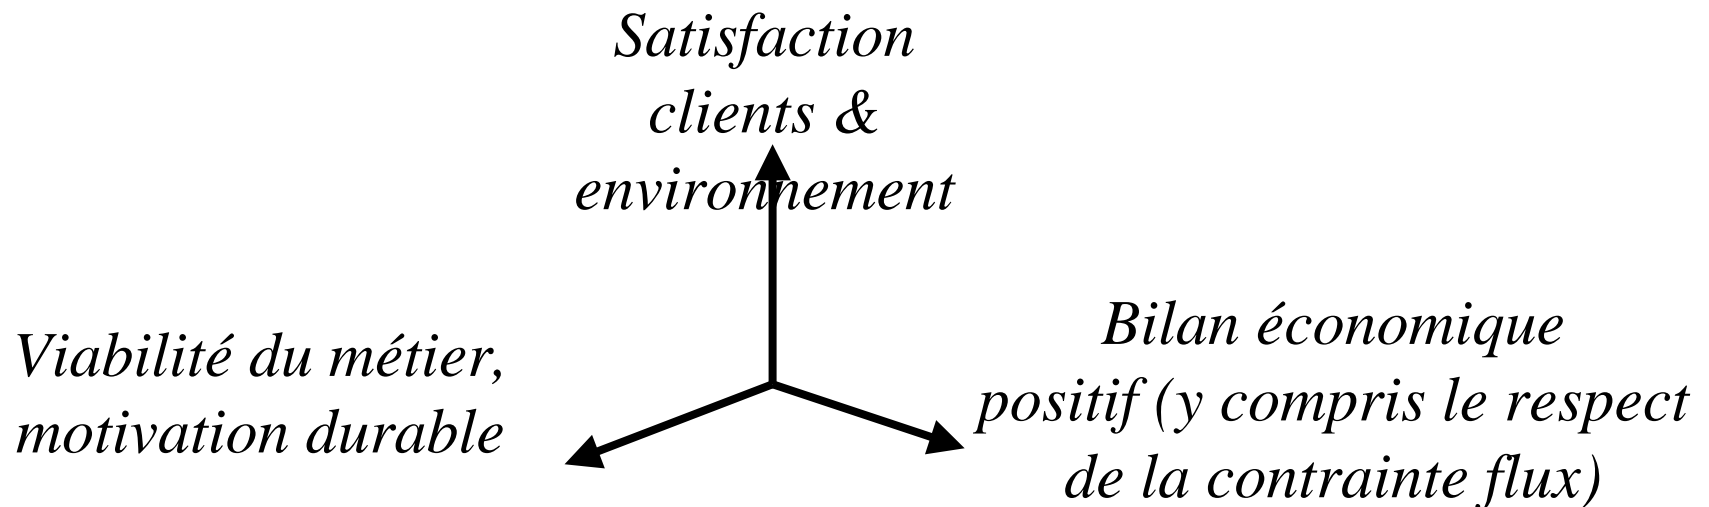 Satisfaction
clients &
environnement
Viabilité du métier,
motivation durable
Bilan économique
positif (y compris le respect
de la contrainte flux)